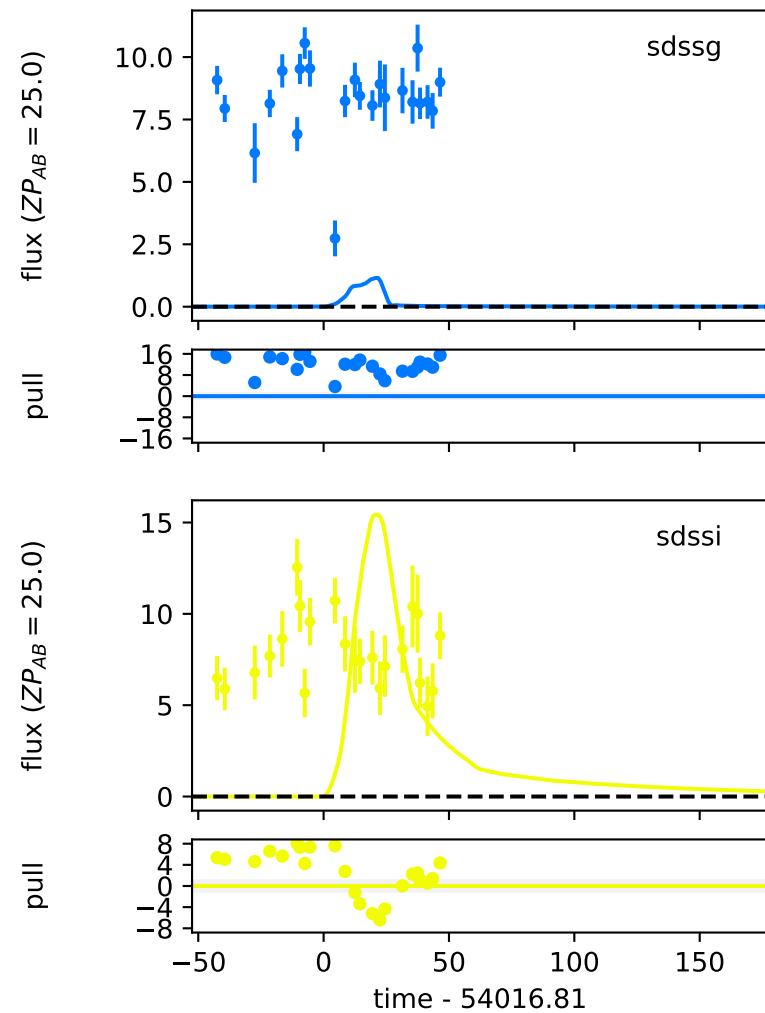 sdssg
10.0
7.5
5.0
2.5
0.0
flux (ZP_AB = 25.0)
16
8
0
−8
−16
pull
sdssi
15
10
5
0
flux (ZP_AB = 25.0)
8
4
0
−4
−8
pull
−50 0 50 100 150
time - 54016.81